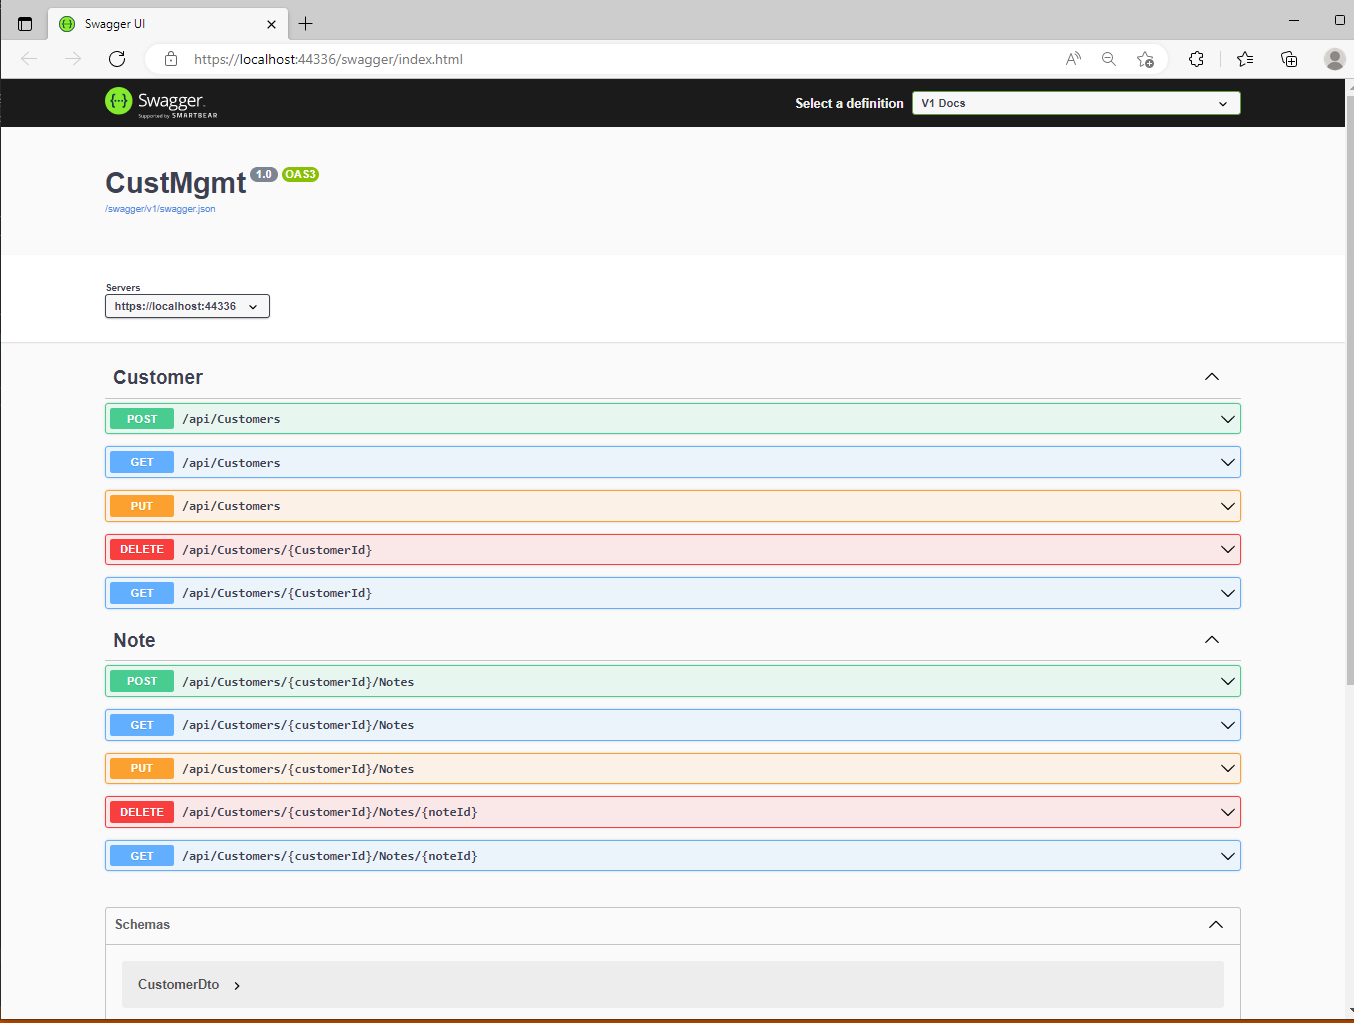 Swagger UI
https://localhost:44336/swagger/index.html
Swagger.
Supported by SMARTBEAR
Select a definition
V1 Docs
CustMgmt 1.0 OAS3
/swagger/v1/swagger.json
Servers
https://localhost:44336
Customer
POST /api/Customers
GET /api/Customers
PUT /api/Customers
DELETE /api/Customers/{CustomerId}
GET /api/Customers/{CustomerId}
Note
POST /api/Customers/{customerId}/Notes
GET /api/Customers/{customerId}/Notes
PUT /api/Customers/{customerId}/Notes
DELETE /api/Customers/{customerId}/Notes/{noteId}
GET /api/Customers/{customerId}/Notes/{noteId}
Schemas
CustomerDto